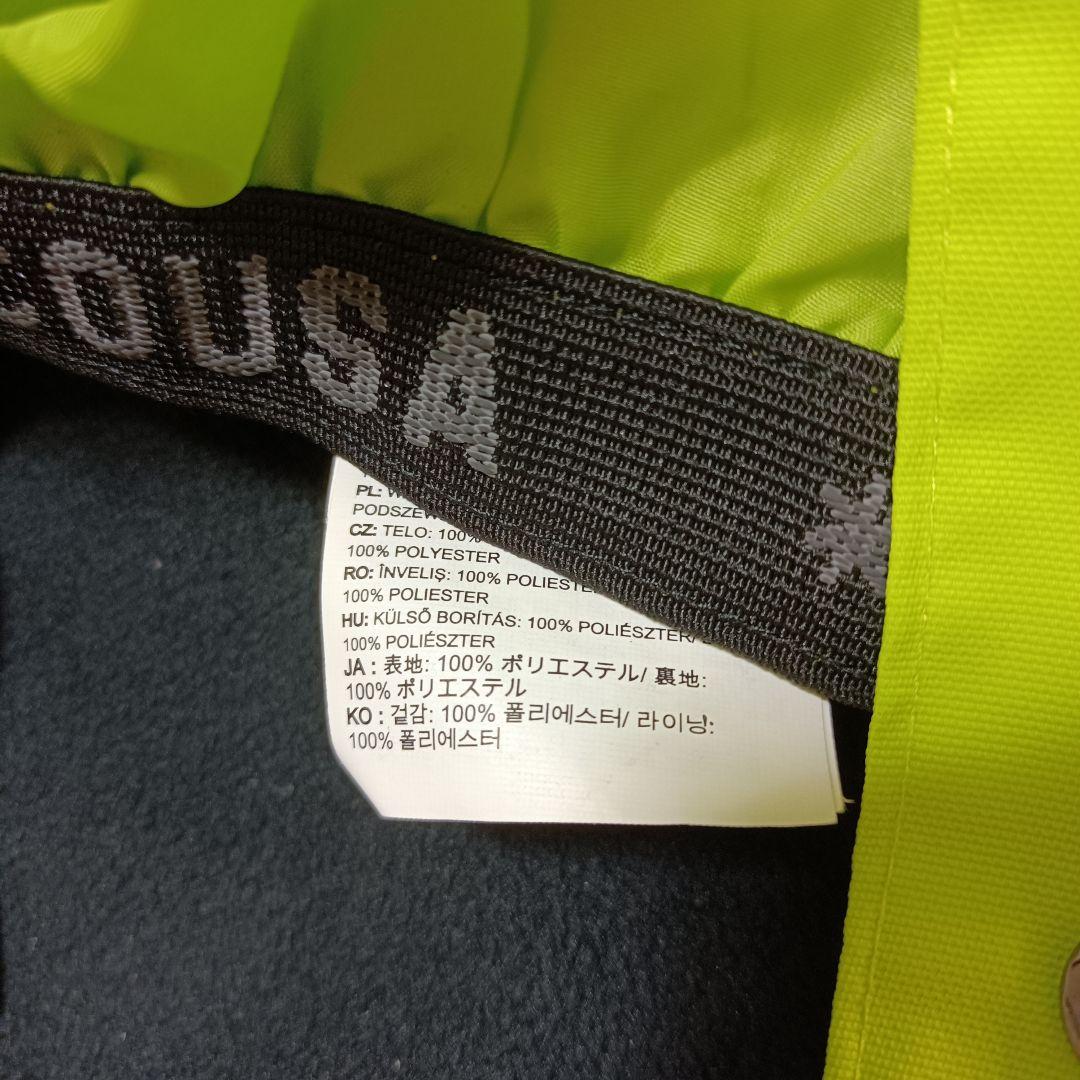 COUSA
PL:
PODSZEW
CZ: TELO: 100%
100% POLYESTER
RO: ÎNVELIŞ: 100% POLIESTE
100% POLIESTER
HU: KÜLSŐ BORÍTÁS: 100% POLIÉSZTER/
100% POLIÉSZTER
JA : 表地: 100% ポリエステル/ 裏地:
100% ポリエステル
KO : 겉감: 100% 폴리에스터/ 라이닝:
100% 폴리에스터